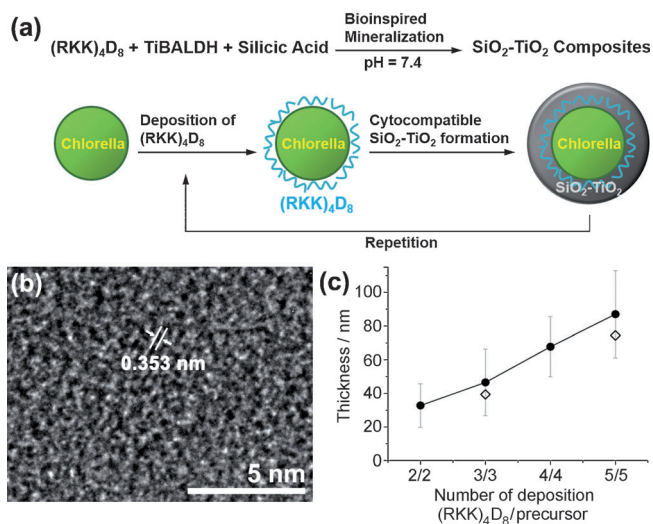 (a)
Bioinspired
Mineralization
(RKK)4D8 + TiBALDH + Silicic Acid
SiO2-TiO2 Composites
pH = 7.4
Deposition of
(RKK)4D8
Cytocompatible
SiO2-TiO2 formation
Chlorella
Chlorella
Chlorella
(RKK)4D8
SiO2-TiO2
Repetition
(b)
0.353 nm
5 nm
(c)
Thickness / nm
100
80
60
40
20
0
2/2 3/3 4/4 5/5
Number of deposition
(RKK)4D8/precursor